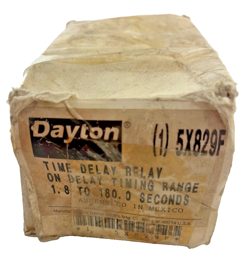 Dayton® (1) 5X829F
TIME DELAY RELAY
ON DELAY TIMING RANGE
1.8 TO 180.0 SECONDS
ASSEMBLED IN MEXICO